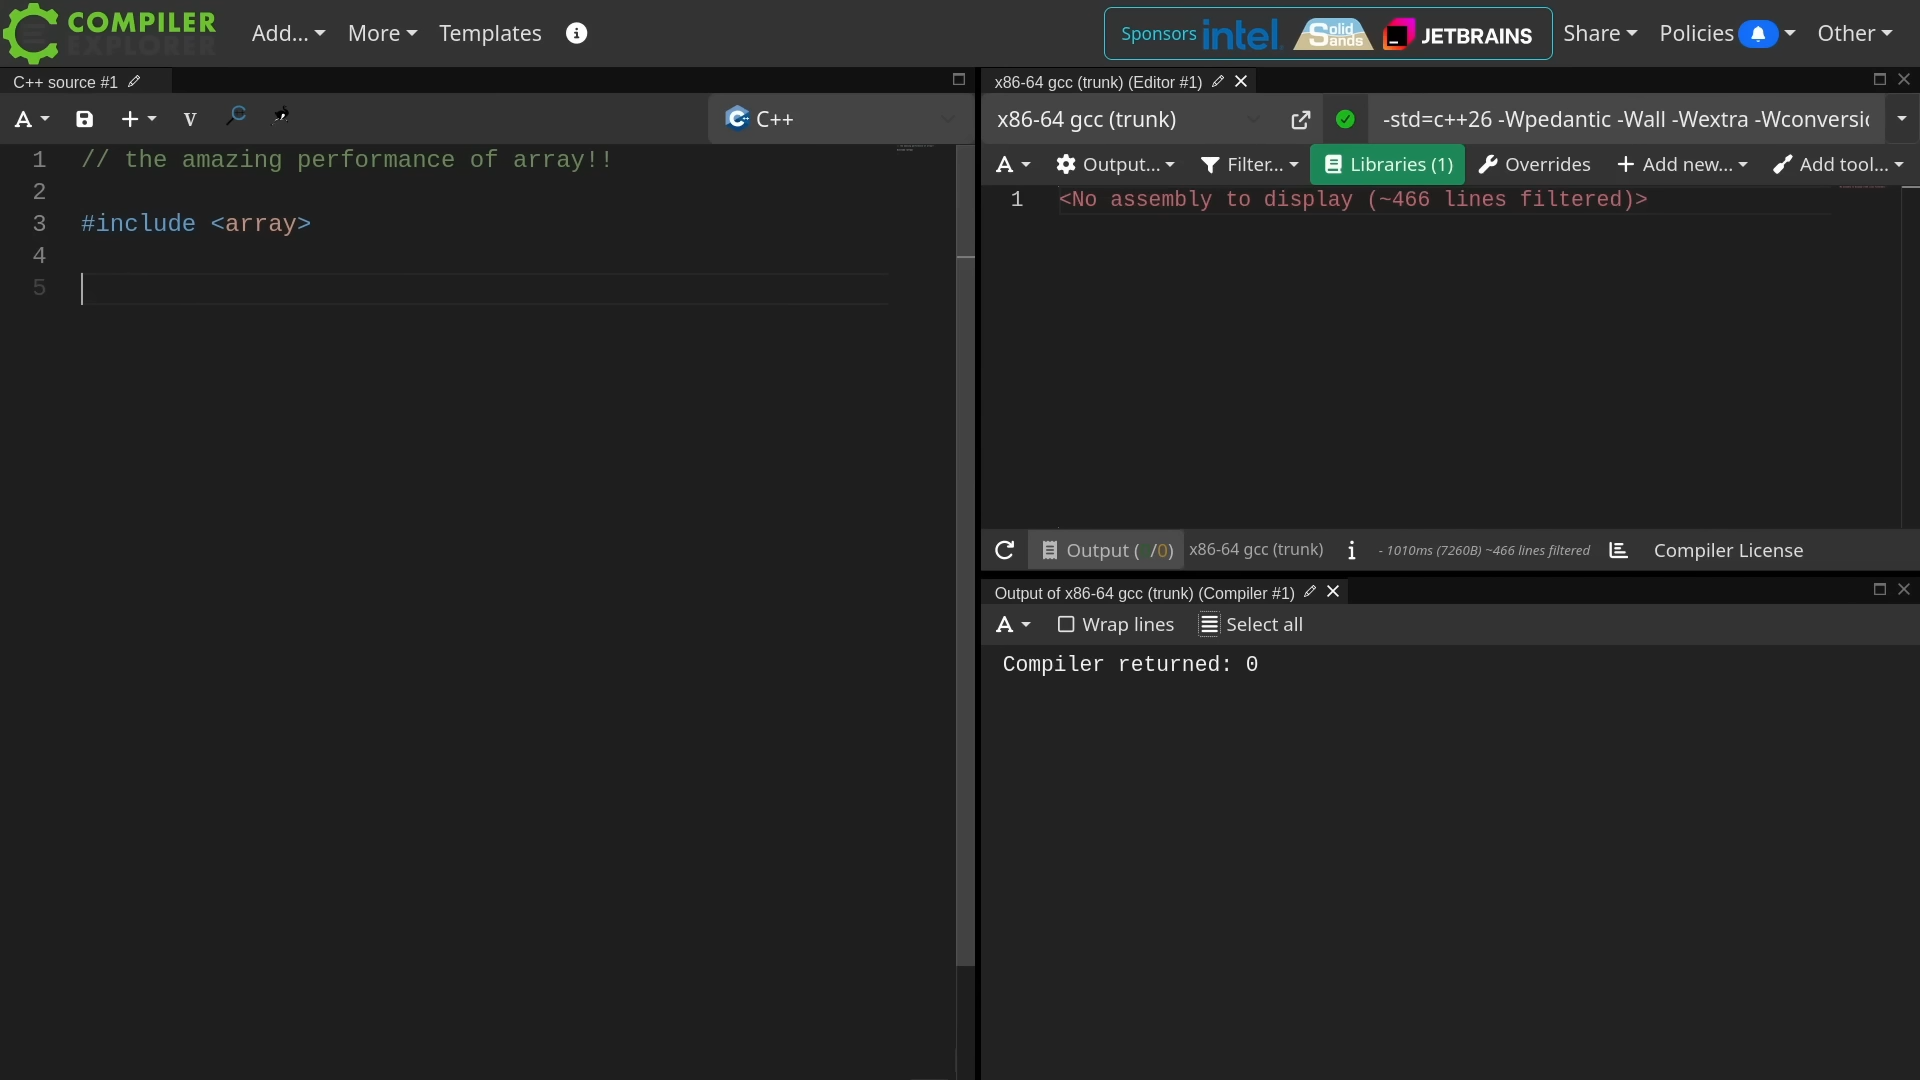 COMPILER
EXPLORER
Add...
More
Templates
Sponsors
intel.
Solid
Sands
JETBRAINS
Share
Policies
Other
C++ source #1
A
V
C++
1 // the amazing performance of array!!
2
3 #include <array>
4
5
x86-64 gcc (trunk) (Editor #1)
x86-64 gcc (trunk)
-std=c++26 -Wpedantic -Wall -Wextra -Wconversic
A
Output...
Filter...
Libraries (1)
Overrides
Add new...
Add tool...
1 <No assembly to display (~466 lines filtered)>
Output ( /0)
x86-64 gcc (trunk)
- 1010ms (7260B) ~466 lines filtered
Compiler License
Output of x86-64 gcc (trunk) (Compiler #1)
A
Wrap lines
Select all
Compiler returned: 0